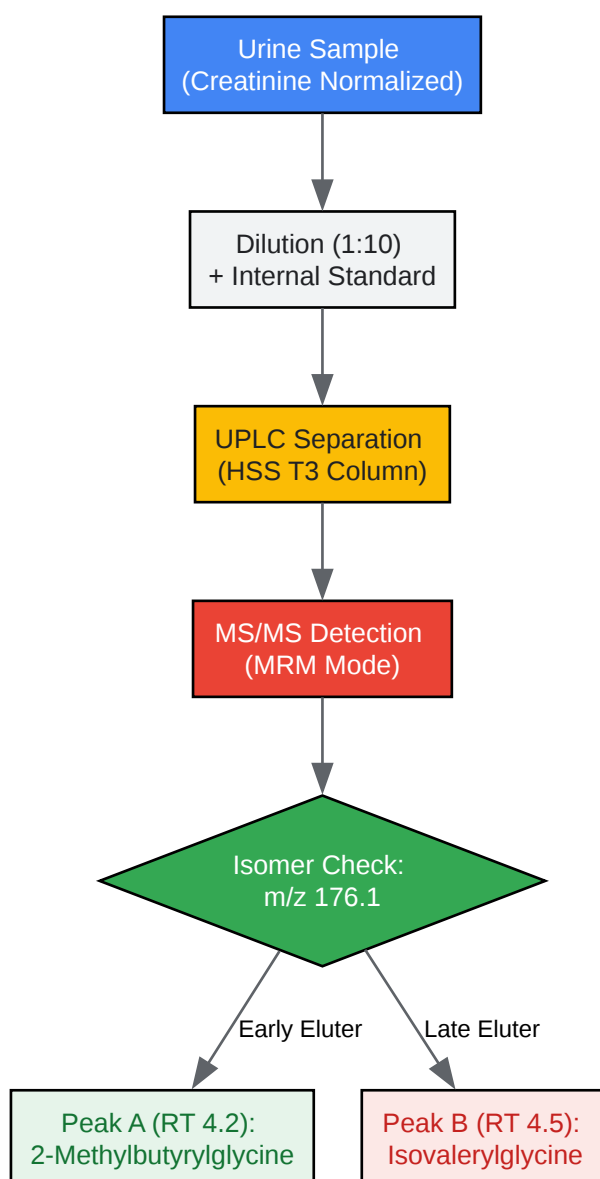 Urine Sample
(Creatinine Normalized)
Dilution (1:10)
+ Internal Standard
UPLC Separation
(HSS T3 Column)
MS/MS Detection
(MRM Mode)
Isomer Check:
m/z 176.1
Early Eluter
Late Eluter
Peak A (RT 4.2):
2-Methylbutyrylglycine
Peak B (RT 4.5):
Isovalerylglycine